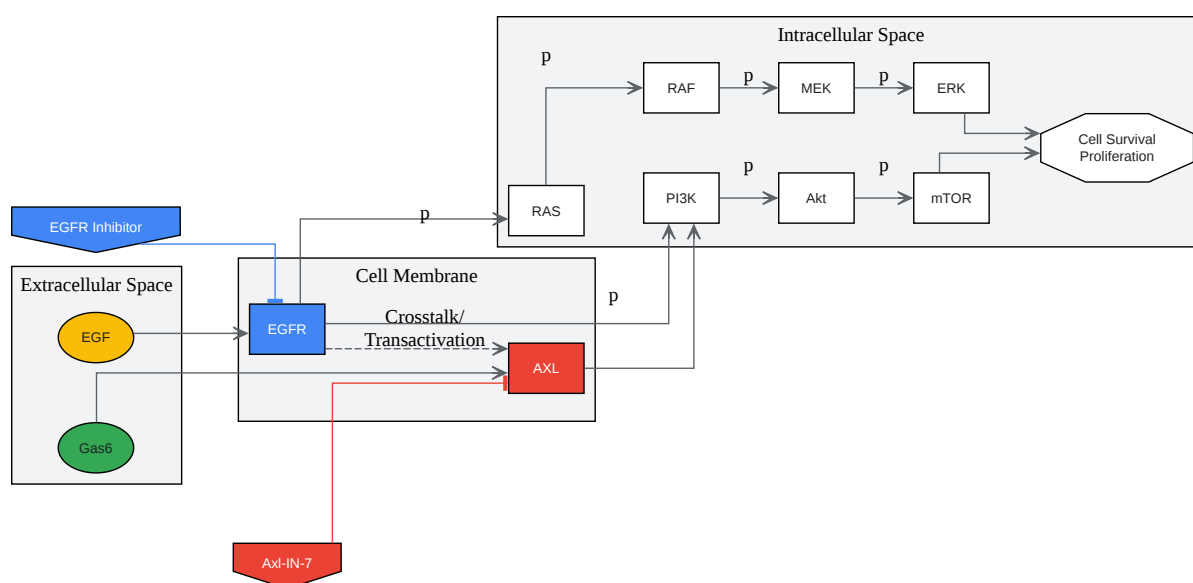 Intracellular Space
p
RAF
p
MEK
p
ERK
Cell Survival
Proliferation
PI3K
p
Akt
p
mTOR
RAS
p
EGFR Inhibitor
Cell Membrane
Extracellular Space
p
EGF
EGFR
Crosstalk/
Transactivation
AXL
Gas6
Axl-IN-7